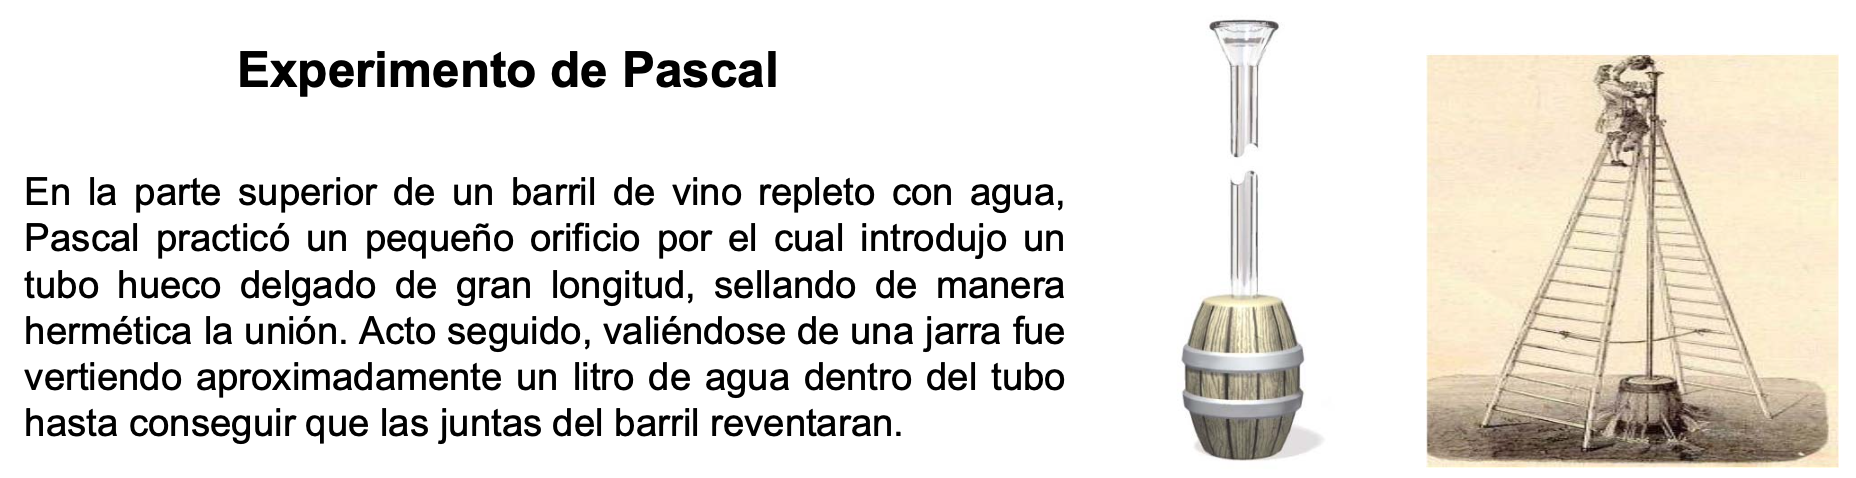 Experimento de Pascal
En la parte superior de un barril de vino repleto con agua,
Pascal practicó un pequeño orificio por el cual introdujo un
tubo hueco delgado de gran longitud, sellando de manera
hermética la unión. Acto seguido, valiéndose de una jarra fue
vertiendo aproximadamente un litro de agua dentro del tubo
hasta conseguir que las juntas del barril reventaran.